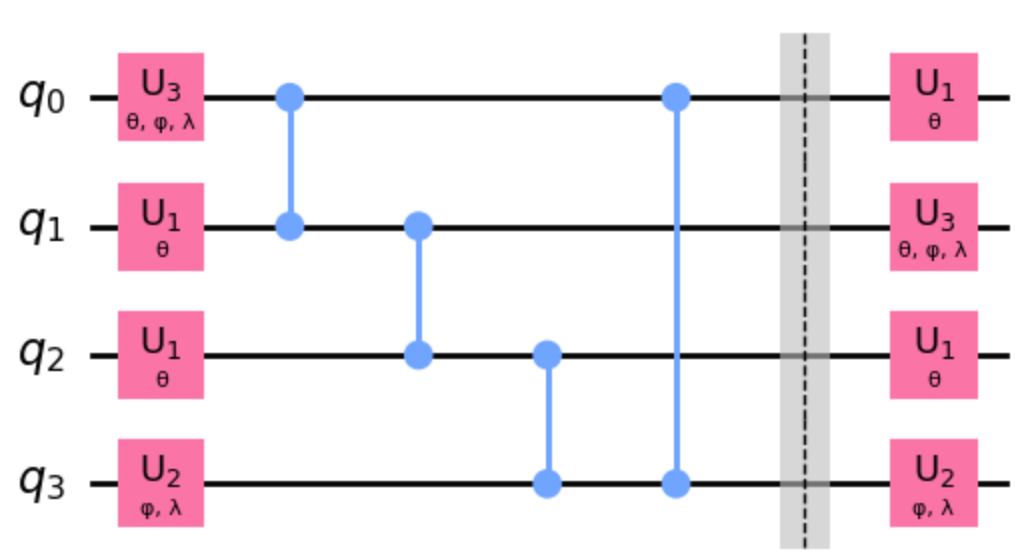 q₀ U₃ U₁
θ, φ, λ θ
q₁ U₁ U₃
θ θ, φ, λ
q₂ U₁ U₁
θ θ
q₃ U₂ U₂
φ, λ φ, λ